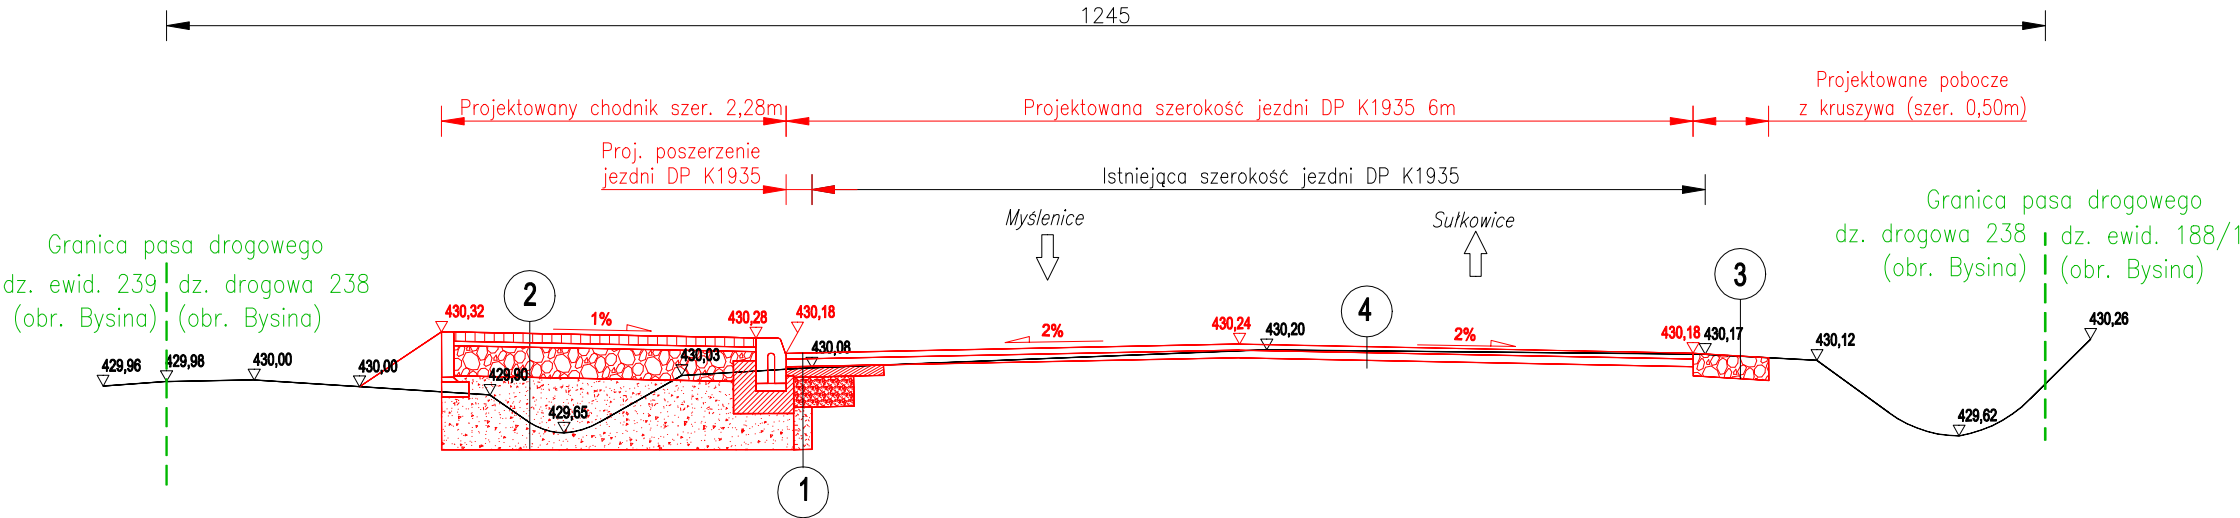 1245
Projektowane pobocze
z kruszywa (szer. 0,50m)
Projektowany chodnik szer. 2,28m
Projektowana szerokość jezdni DP K1935 6m
Proj. poszerzenie
jezdni DP K1935
Istniejąca szerokość jezdni DP K1935
Myślenice
Sułkowice
Granica pasa drogowego
dz. ewid. 239
dz. drogowa 238
(obr. Bysina)
(obr. Bysina)
Granica pasa drogowego
dz. drogowa 238
dz. ewid. 188/1
(obr. Bysina)
(obr. Bysina)
2
3
4
1
430,32
1%
430,28
430,18
2%
430,24
430,20
2%
430,18
430,17
430,12
430,26
429,96
429,98
430,00
430,00
429,90
429,65
430,03
430,08
429,62